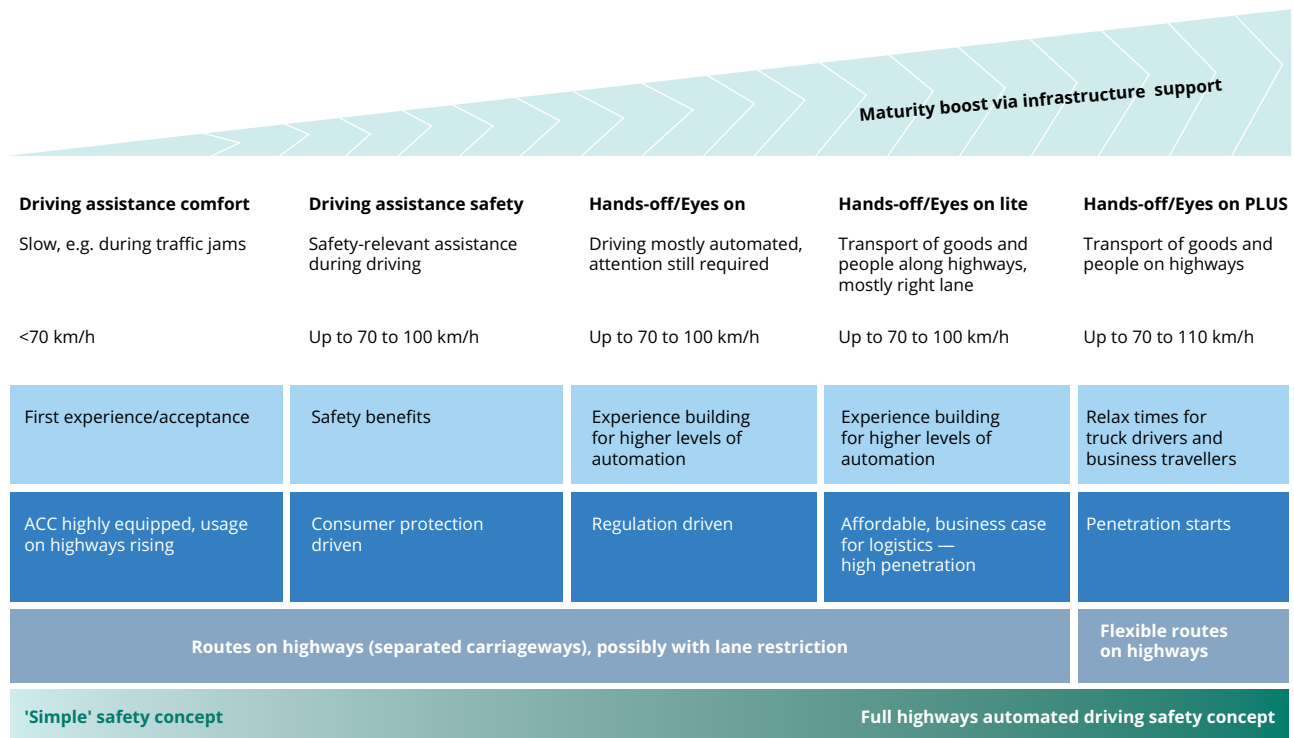 Maturity boost via infrastructure support
Driving assistance comfort
Slow, e.g. during traffic jams
<70 km/h
Driving assistance safety
Safety-relevant assistance
during driving
Up to 70 to 100 km/h
Hands-off/Eyes on
Driving mostly automated,
attention still required
Up to 70 to 100 km/h
Hands-off/Eyes on lite
Transport of goods and
people along highways,
mostly right lane
Up to 70 to 100 km/h
Hands-off/Eyes on PLUS
Transport of goods and
people on highways
Up to 70 to 110 km/h
First experience/acceptance
Safety benefits
Experience building
for higher levels of
automation
Experience building
for higher levels of
automation
Relax times for
truck drivers and
business travellers
ACC highly equipped, usage
on highways rising
Consumer protection
driven
Regulation driven
Affordable, business case
for logistics —
high penetration
Penetration starts
Routes on highways (separated carriageways), possibly with lane restriction
Flexible routes
on highways
'Simple' safety concept
Full highways automated driving safety concept